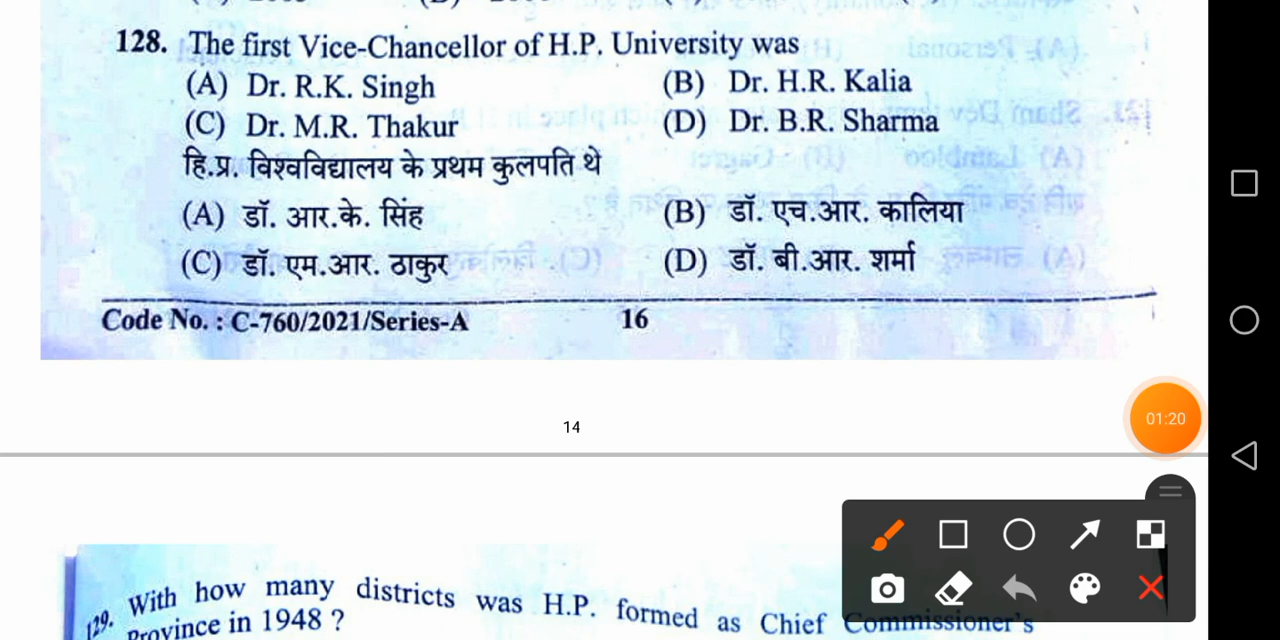 128. The first Vice-Chancellor of H.P. University was
(A) Dr. R.K. Singh (B) Dr. H.R. Kalia
(C) Dr. M.R. Thakur (D) Dr. B.R. Sharma
हि.प्र. विश्वविद्यालय के प्रथम कुलपति थे
(A) डॉ. आर.के. सिंह (B) डॉ. एच.आर. कालिया
(C) डॉ. एम.आर. ठाकुर (D) डॉ. बी.आर. शर्मा
Code No. : C-760/2021/Series-A 16
14
01:20
129. With how many districts was H.P. formed as Chief Commissioner's
Province in 1948 ?